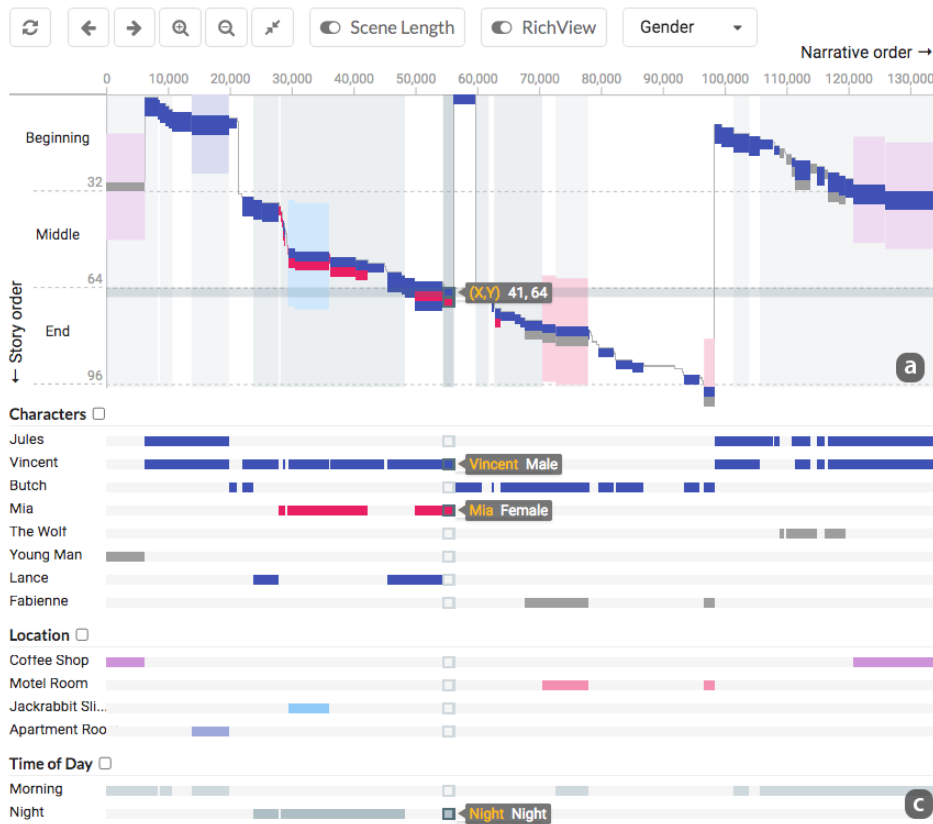 Scene Length RichView Gender
Narrative order →
0 10,000 20,000 30,000 40,000 50,000 60,000 70,000 80,000 90,000 100,000 110,000 120,000 130,000
Beginning
32
Middle
64
(X,Y) 41, 64
End
← Story order
96
a
Characters
Jules
Vincent
Vincent Male
Butch
Mia
Mia Female
The Wolf
Young Man
Lance
Fabienne
Location
Coffee Shop
Motel Room
Jackrabbit Sli...
Apartment Roo
Time of Day
Morning
Night
Night Night
c